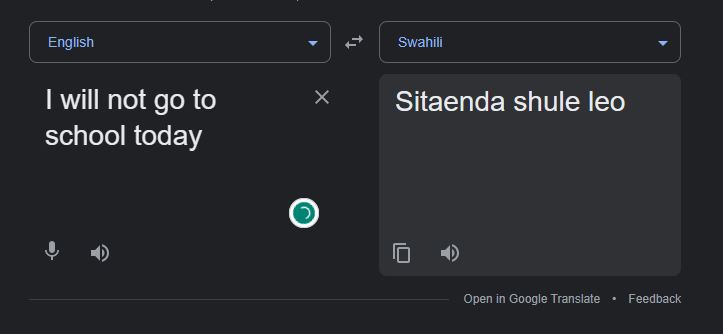 English
Swahili
I will not go to
school today
Sitaenda shule leo
Open in Google Translate • Feedback